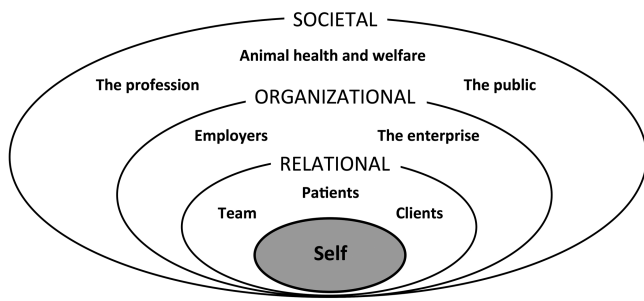 SOCIETAL
Animal health and welfare
The profession
The public
ORGANIZATIONAL
Employers
The enterprise
RELATIONAL
Patients
Team
Clients
Self